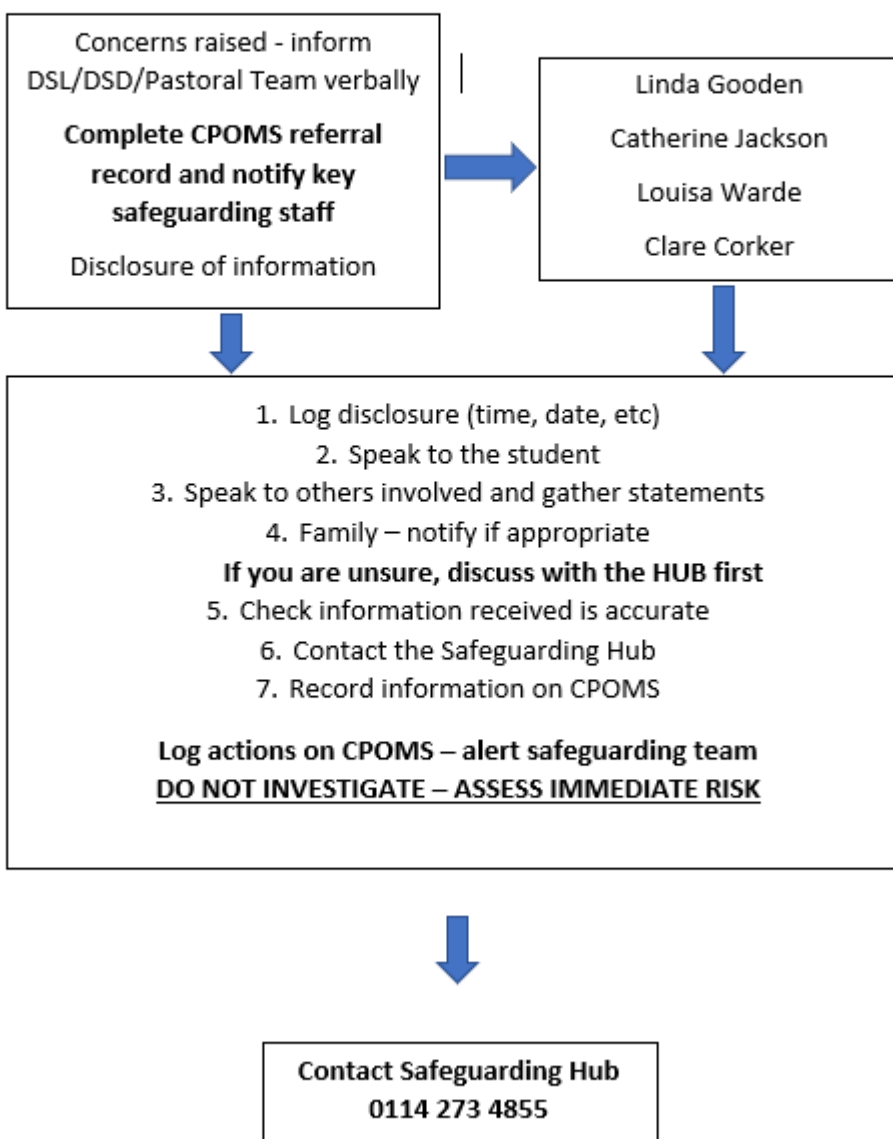 Concerns raised - inform
DSL/DSD/Pastoral Team verbally
Complete CPOMS referral
record and notify key
safeguarding staff
Disclosure of information
Linda Gooden
Catherine Jackson
Louisa Warde
Clare Corker
1. Log disclosure (time, date, etc)
2. Speak to the student
3. Speak to others involved and gather statements
4. Family – notify if appropriate
If you are unsure, discuss with the HUB first
5. Check information received is accurate
6. Contact the Safeguarding Hub
7. Record information on CPOMS
Log actions on CPOMS – alert safeguarding team
DO NOT INVESTIGATE – ASSESS IMMEDIATE RISK
Contact Safeguarding Hub
0114 273 4855